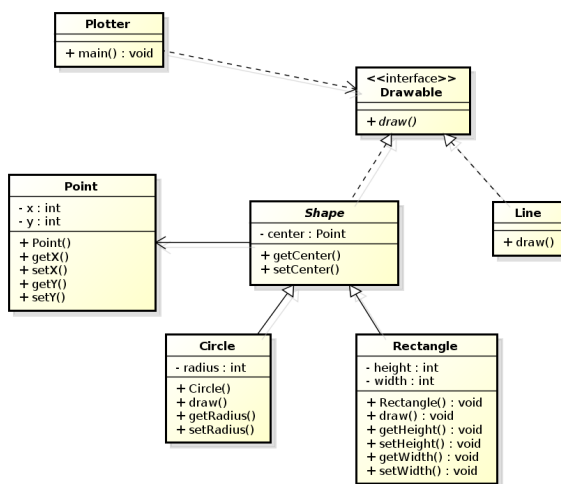 Plotter
+ main() : void
<<interface>>
Drawable
+ draw()
Point
- x : int
- y : int
+ Point()
+ getX()
+ setX()
+ getY()
+ setY()
Shape
- center : Point
+ getCenter()
+ setCenter()
Line
+ draw()
Circle
- radius : int
+ Circle()
+ draw()
+ getRadius()
+ setRadius()
Rectangle
- height : int
- width : int
+ Rectangle() : void
+ draw() : void
+ getHeight() : void
+ setHeight() : void
+ getWidth() : void
+ setWidth() : void